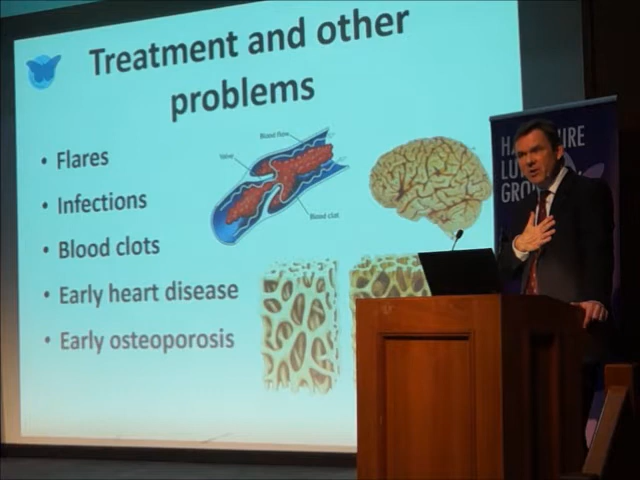 Treatment and other
problems
• Flares
• Infections
• Blood clots
• Early heart disease
• Early osteoporosis
Blood flow
Valve
Blood clot